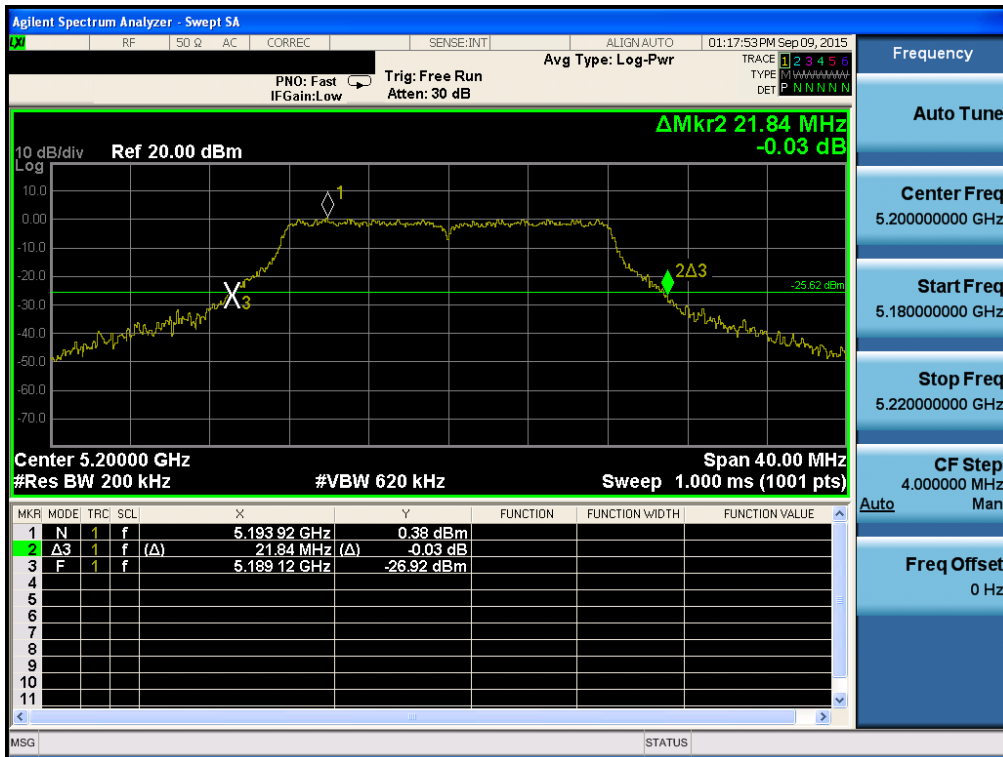 Agilent Spectrum Analyzer - Swept SA
LXI RF 50 Ω AC CORREC SENSE:INT ALIGN AUTO 01:17:53 PM Sep 09, 2015
Frequency
Avg Type: Log-Pwr
TRACE 1 2 3 4 5 6
PNO: Fast Trig: Free Run
TYPE M WWWWW
IFGain:Low Atten: 30 dB
DET P N N N N N
Auto Tune
ΔMkr2 21.84 MHz
-0.03 dB
10 dB/div Ref 20.00 dBm
Log
10.0
0.00
-10.0
-20.0
-30.0
-40.0
-50.0
-60.0
-70.0
1
2Δ3
3
-25.62 dBm
Center 5.20000 GHz Span 40.00 MHz
#Res BW 200 kHz #VBW 620 kHz Sweep 1.000 ms (1001 pts)
Center Freq
5.200000000 GHz
Start Freq
5.180000000 GHz
Stop Freq
5.220000000 GHz
CF Step
4.000000 MHz
Auto Man
Freq Offset
0 Hz
MKR MODE TRC SCL X Y FUNCTION FUNCTION WIDTH FUNCTION VALUE
1 N 1 f 5.193 92 GHz 0.38 dBm
2 Δ3 1 f (Δ) 21.84 MHz (Δ) -0.03 dB
3 F 1 f 5.189 12 GHz -26.92 dBm
4
5
6
7
8
9
10
11
MSG STATUS